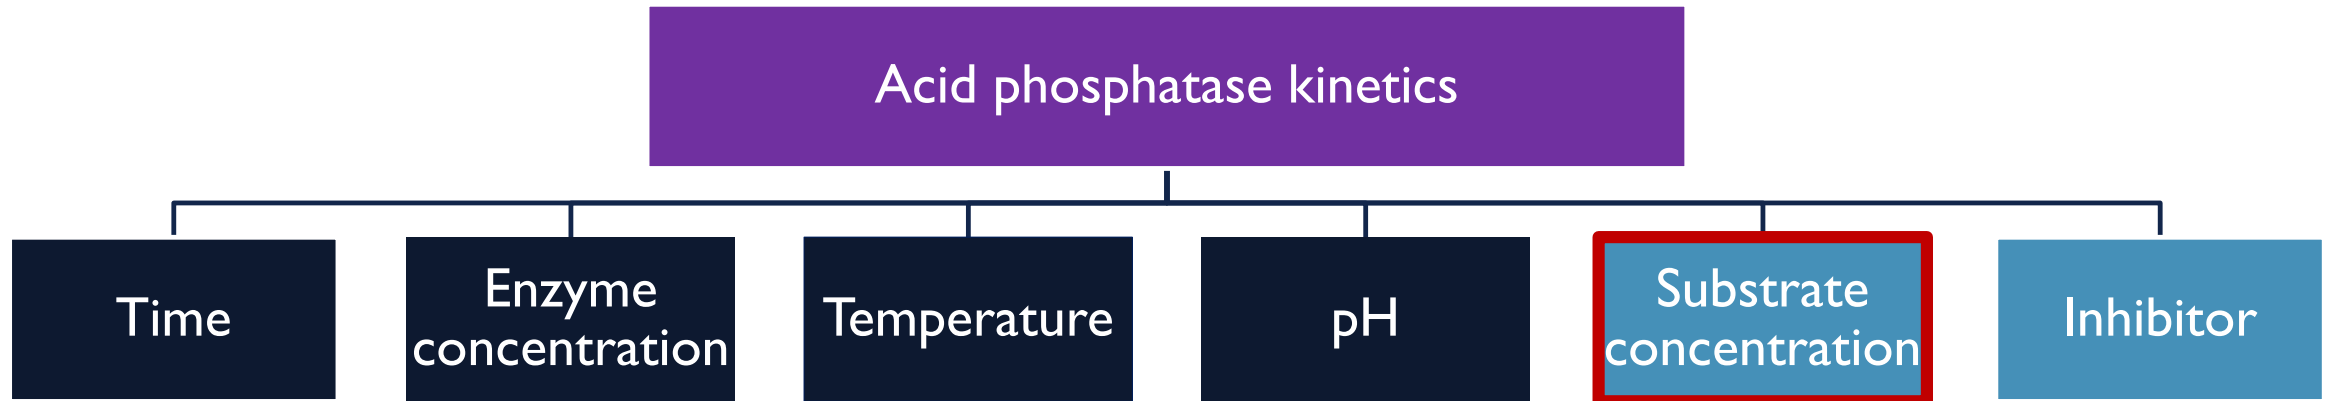 Acid phosphatase kinetics
Time
Enzyme
concentration
Temperature
pH
Substrate
concentration
Inhibitor